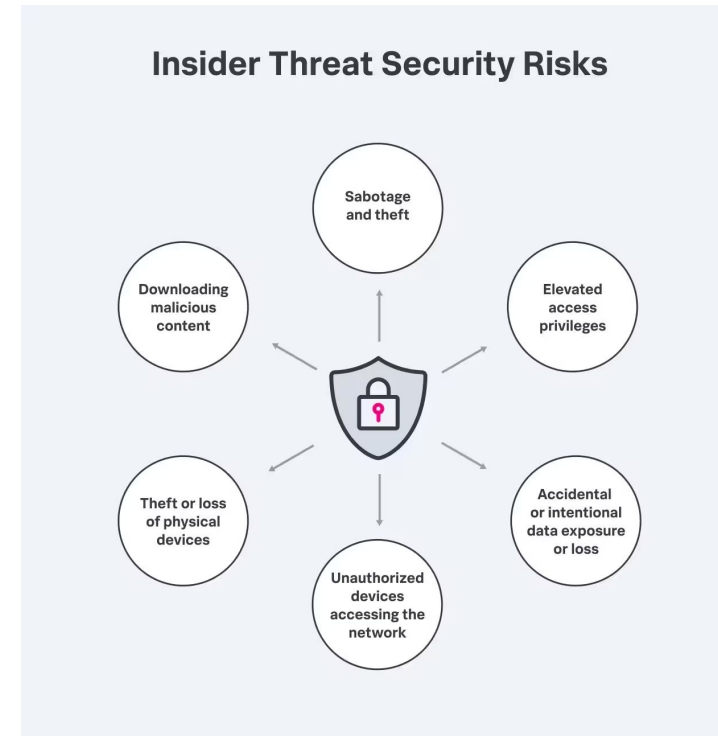 Insider Threat Security Risks
Sabotage
and theft
Elevated
access
privileges
Accidental
or intentional
data exposure
or loss
Unauthorized
devices
accessing the
network
Theft or loss
of physical
devices
Downloading
malicious
content